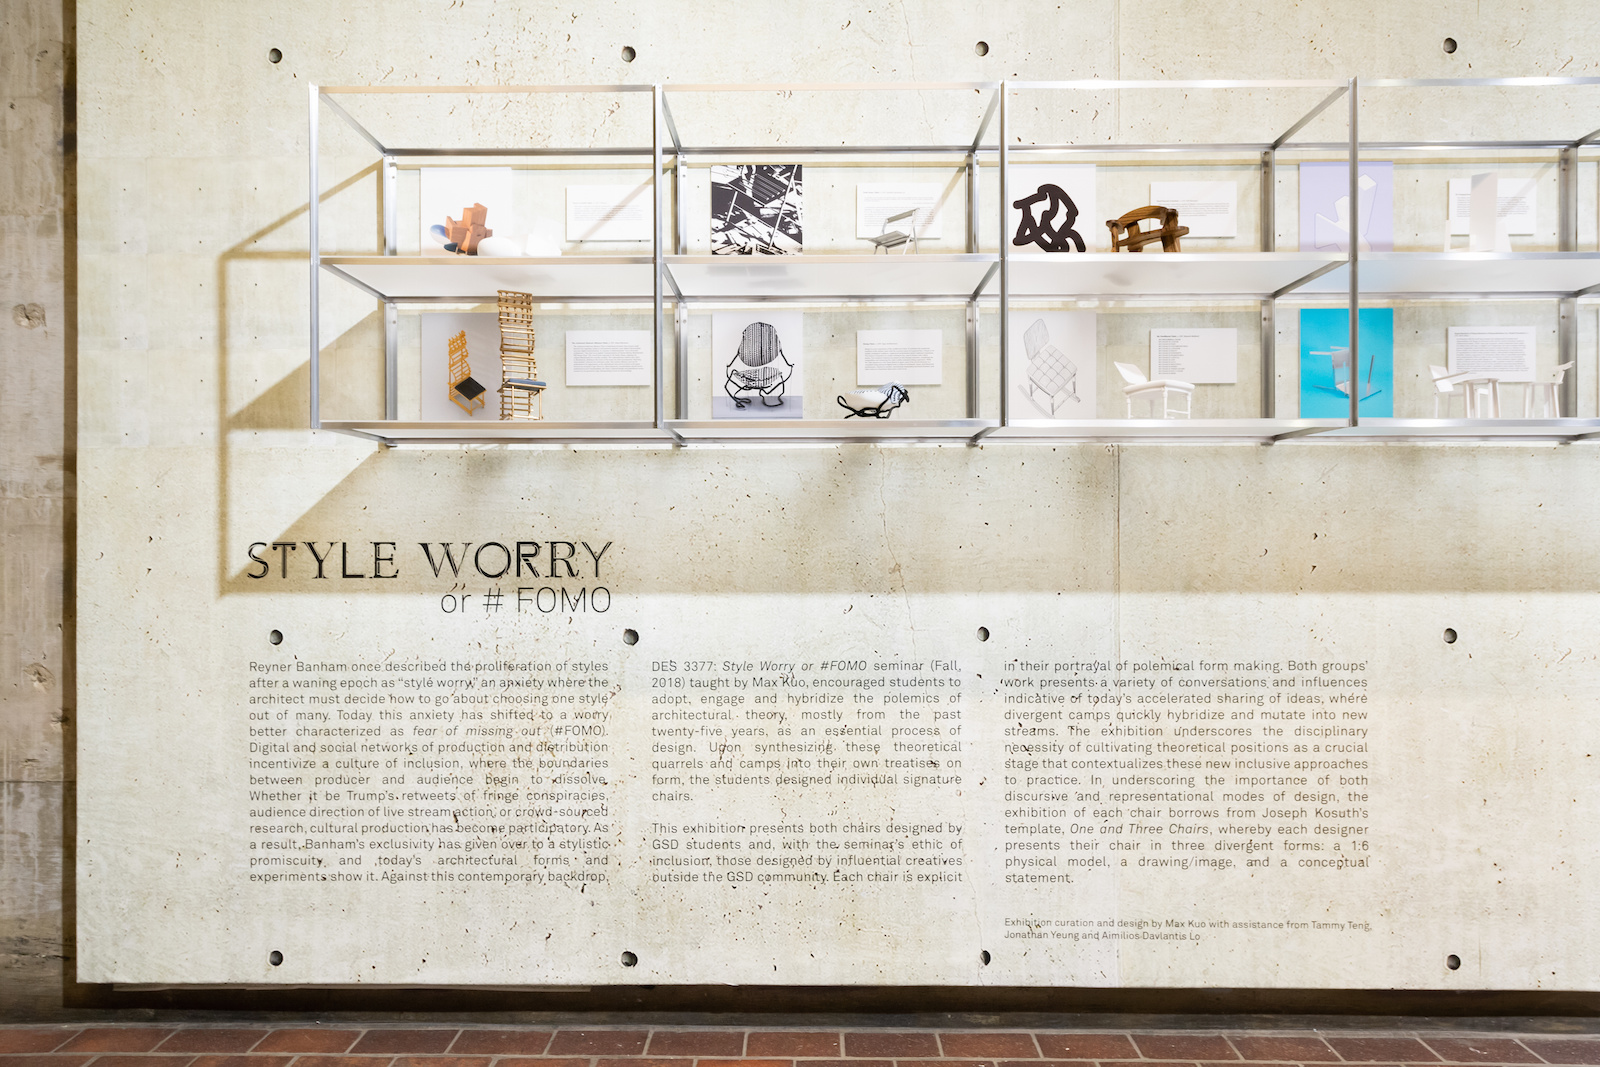 STYLE WORRY
or # FOMO
Reyner Banham once described the proliferation of styles
after a waning epoch as “style worry,” an anxiety where the
architect must decide how to go about choosing one style
out of many. Today this anxiety has shifted to a worry
better characterized as fear of missing out (#FOMO).
Digital and social networks of production and distribution
incentivize a culture of inclusion, where the boundaries
between producer and audience begin to dissolve.
Whether it be Trump's retweets of fringe conspiracies,
audience direction of live stream action, or crowd-sourced
research, cultural production has become participatory. As
a result, Banham's exclusivity has given over to a stylistic
promiscuity and today's architectural forms and
experiments show it. Against this contemporary backdrop,
DES 3377: Style Worry or #FOMO seminar (Fall,
2018) taught by Max Kuo, encouraged students to
adopt, engage and hybridize the polemics of
architectural theory, mostly from the past
twenty-five years, as an essential process of
design. Upon synthesizing these theoretical
quarrels and camps into their own treatises on
form, the students designed individual signature
chairs.
This exhibition presents both chairs designed by
GSD students and, with the seminar's ethic of
inclusion, those designed by influential creatives
outside the GSD community. Each chair is explicit
in their portrayal of polemical form making. Both groups'
work presents a variety of conversations and influences
indicative of today's accelerated sharing of ideas, where
divergent camps quickly hybridize and mutate into new
streams. The exhibition underscores the disciplinary
necessity of cultivating theoretical positions as a crucial
stage that contextualizes these new inclusive approaches
to practice. In underscoring the importance of both
discursive and representational modes of design, the
exhibition of each chair borrows from Joseph Kosuth's
template, One and Three Chairs, whereby each designer
presents their chair in three divergent forms: a 1:6
physical model, a drawing/image, and a conceptual
statement.
Exhibition curation and design by Max Kuo with assistance from Tammy Teng,
Jonathan Yeung and Aimilios Davlantis Lo